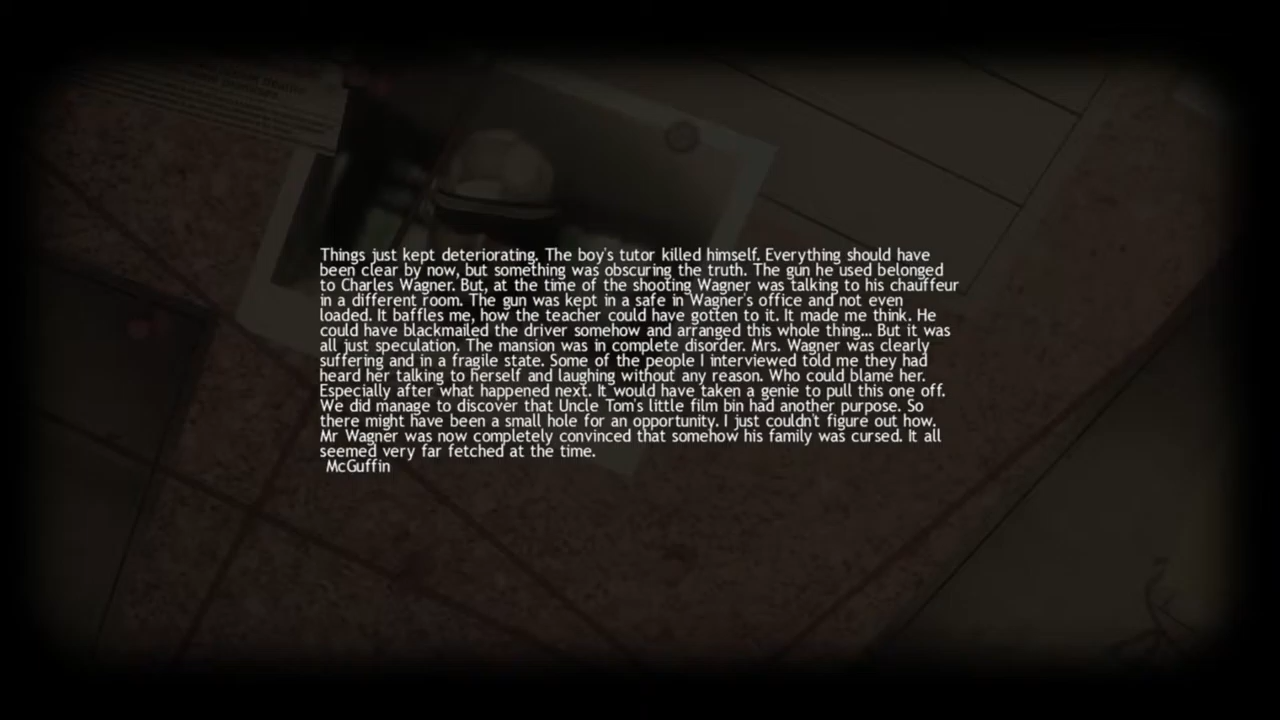 Things just kept deteriorating. The boy's tutor killed himself. Everything should have
been clear by now, but something was obscuring the truth. The gun he used belonged
to Charles Wagner. But, at the time of the shooting Wagner was talking to his chauffeur
in a different room. The gun was kept in a safe in Wagner's office and not even
loaded. It baffles me, how the teacher could have gotten to it. It made me think. He
could have blackmailed the driver somehow and arranged this whole thing... But it was
all just speculation. The mansion was in complete disorder. Mrs. Wagner was clearly
suffering and in a fragile state. Some of the people I interviewed told me they had
heard her talking to herself and laughing without any reason. Who could blame her.
Especially after what happened next. It would have taken a genie to pull this one off.
We did manage to discover that Uncle Tom's little film bin had another purpose. So
there might have been a small hole for an opportunity. I just couldn't figure out how.
Mr Wagner was now completely convinced that somehow his family was cursed. It all
seemed very far fetched at the time.
McGuffin